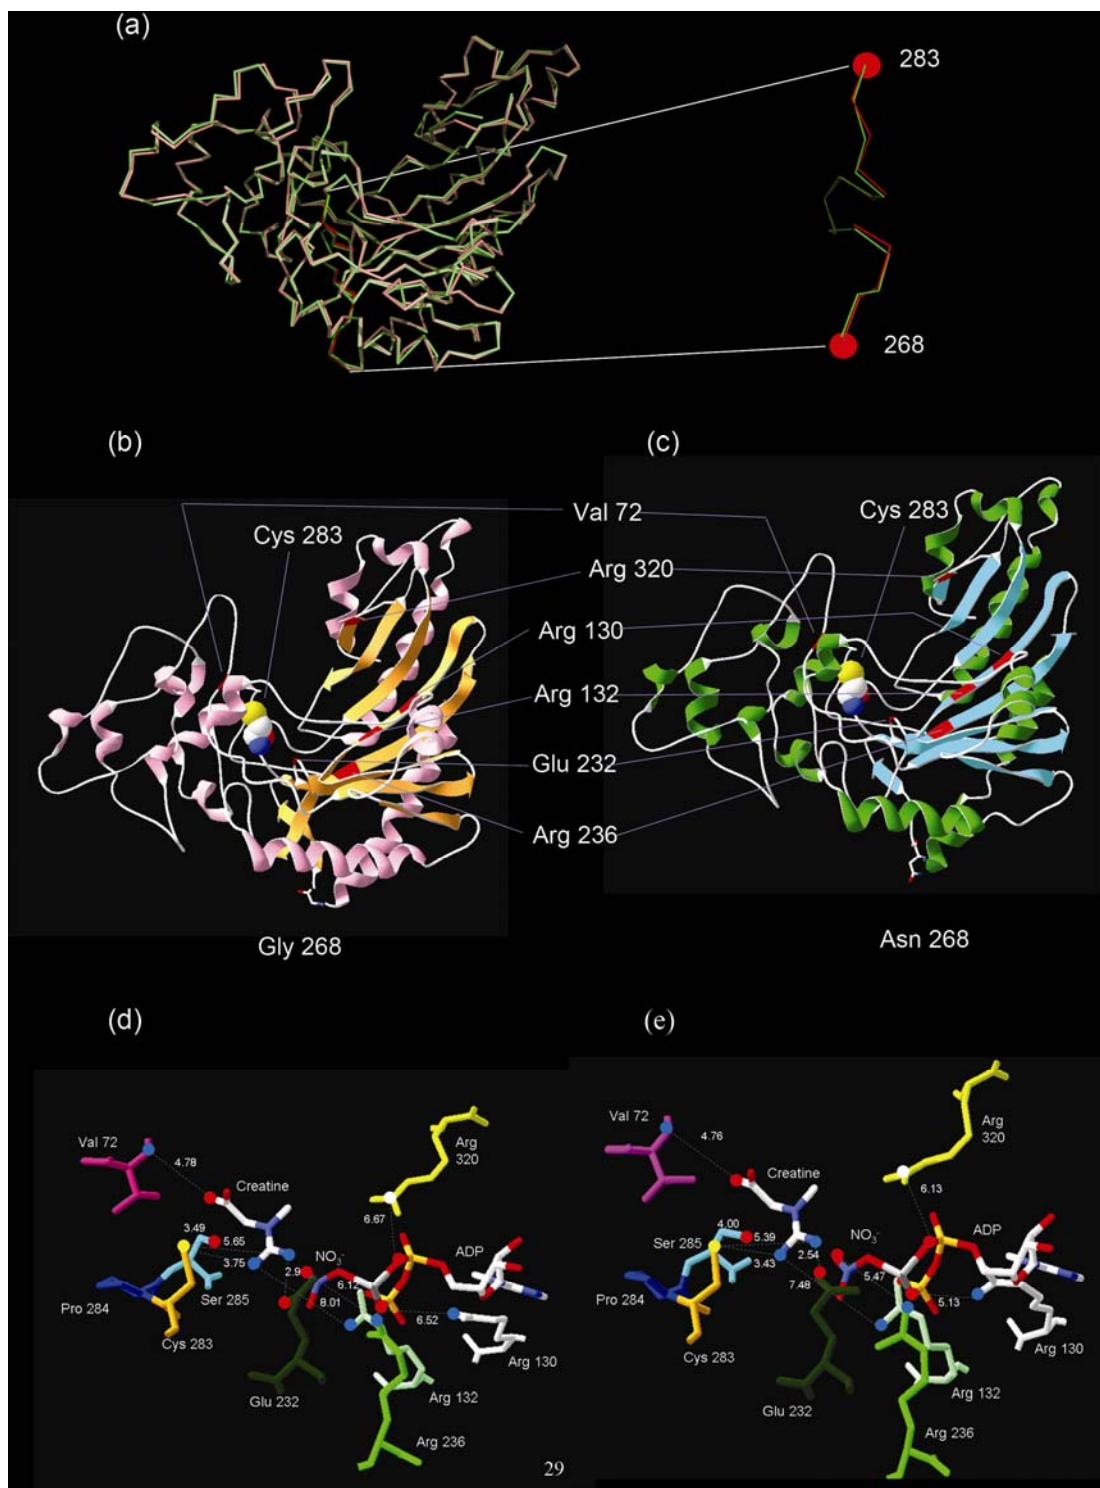 (a)
283
268
(b)
(c)
Val 72
Cys 283
Cys 283
Arg 320
Arg 130
Arg 132
Glu 232
Arg 236
Gly 268
Asn 268
(d)
(e)
Val 72
4.78
Arg
320
Creatine
6.67
3.49
5.65
NO3-
ADP
3.75
2.9
6.12
Ser 285
8.01
6.52
Pro 284
Cys 283
Arg 130
Glu 232
Arg 132
Arg 236
29
Val 72
4.76
Arg
320
Creatine
6.13
4.00
5.39
NO3-
ADP
Ser 285
2.54
3.43
7.48
5.47
5.13
Pro 284
Cys 283
Arg 130
Glu 232
Arg 132
Arg 236